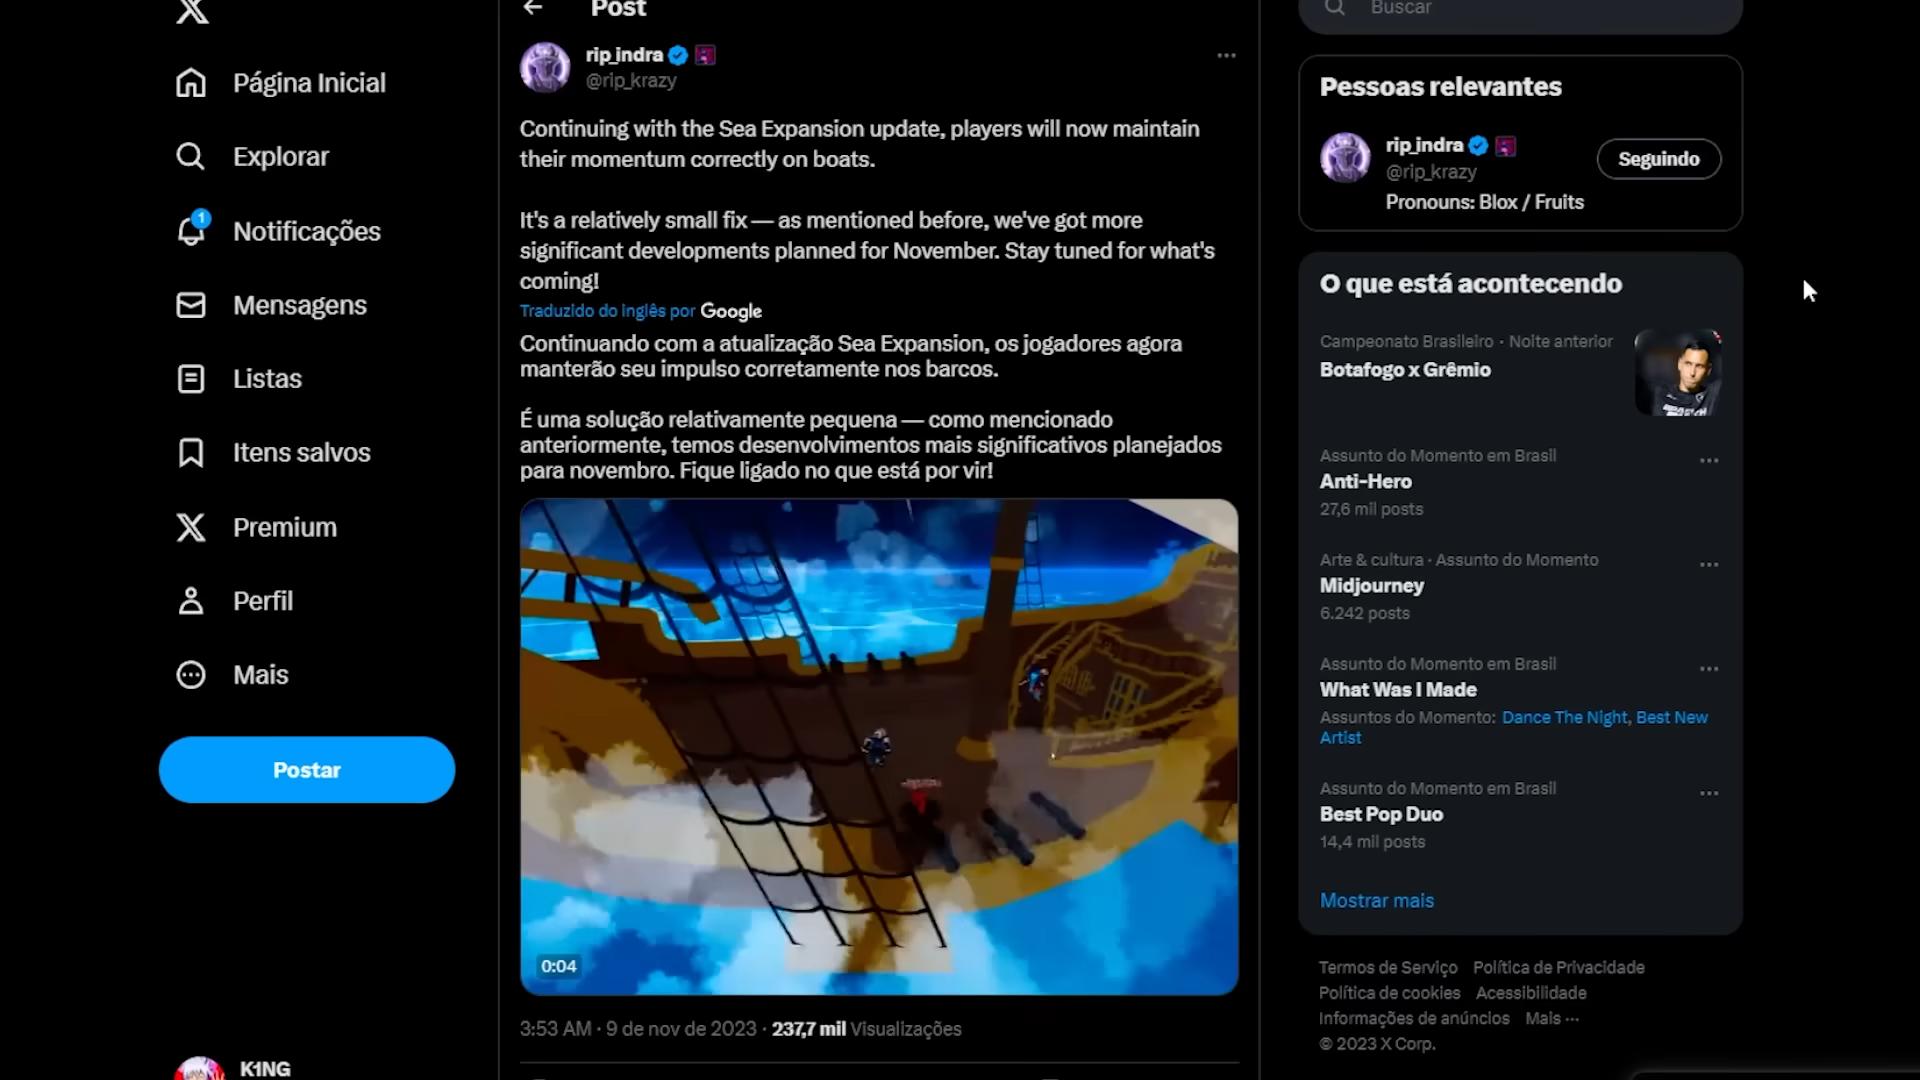 Post
rip_indra
@rip_krazy
Continuing with the Sea Expansion update, players will now maintain
their momentum correctly on boats.
It's a relatively small fix — as mentioned before, we've got more
significant developments planned for November. Stay tuned for what's
coming!
Traduzido do inglês por Google
Continuando com a atualização Sea Expansion, os jogadores agora
manterão seu impulso corretamente nos barcos.
É uma solução relativamente pequena — como mencionado
anteriormente, temos desenvolvimentos mais significativos planejados
para novembro. Fique ligado no que está por vir!
0:04
3:53 AM · 9 de nov de 2023 · 237,7 mil Visualizações
Página Inicial
Explorar
1
Notificações
Mensagens
Listas
Itens salvos
Premium
Perfil
Mais
Postar
K1NG
Buscar
Pessoas relevantes
rip_indra
@rip_krazy
Seguindo
Pronouns: Blox / Fruits
O que está acontecendo
Campeonato Brasileiro · Noite anterior
Botafogo x Grêmio
Assunto do Momento em Brasil
Anti-Hero
27,6 mil posts
Arte & cultura · Assunto do Momento
Midjourney
6.242 posts
Assunto do Momento em Brasil
What Was I Made
Assuntos do Momento: Dance The Night, Best New
Artist
Assunto do Momento em Brasil
Best Pop Duo
14,4 mil posts
Mostrar mais
Termos de Serviço Política de Privacidade
Política de cookies Acessibilidade
Informações de anúncios Mais ···
© 2023 X Corp.